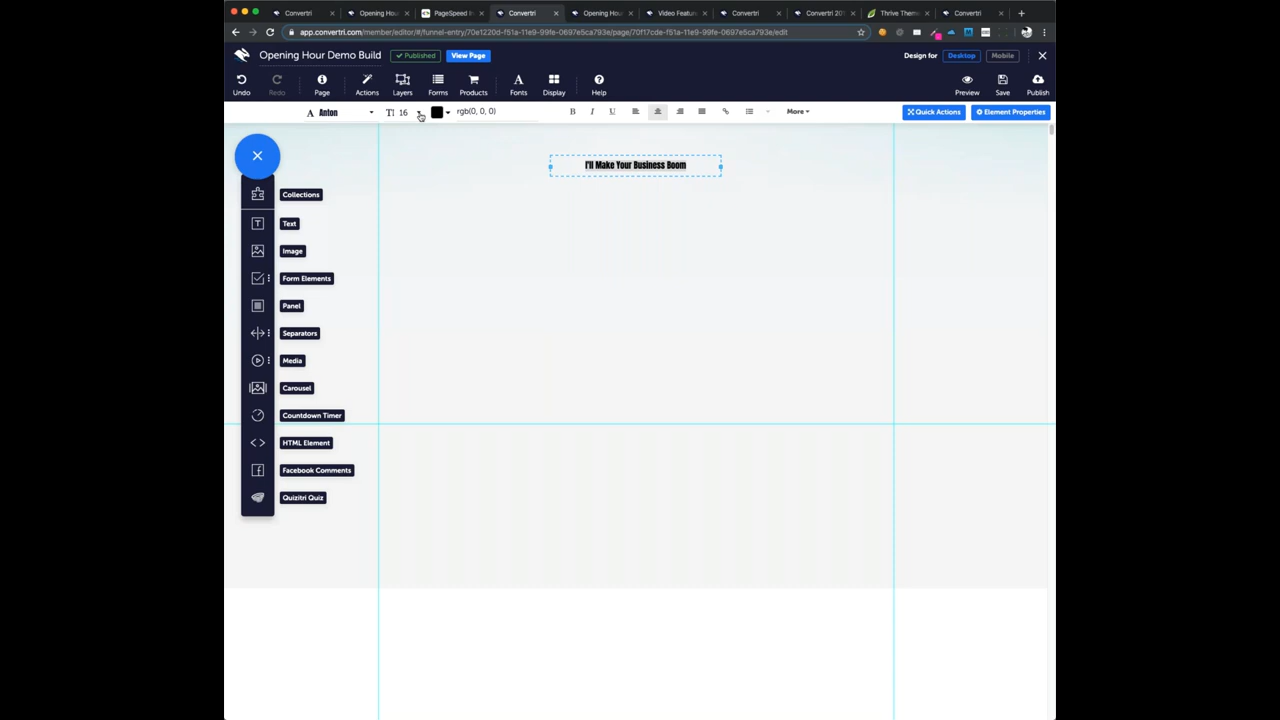 Convertri
Opening Hour
PageSpeed In
Convertri
Opening Hour
Video Featur
Convertri
Convertri 201
Thrive Them
Convertri
app.convertri.com/member/editor/#/funnel-entry/70e1220d-f51a-11e9-99fe-0697e5ca793e/page/70f17cde-f51a-11e9-99fe-0697e5ca793e/edit
Opening Hour Demo Build
Published
View Page
Design for
Desktop
Mobile
Undo
Redo
Page
Actions
Layers
Forms
Products
Fonts
Display
Help
Preview
Save
Publish
A Anton
TI 16
rgb(0, 0, 0)
B I U
More
Quick Actions
Element Properties
I'll Make Your Business Boom
Collections
Text
Image
Form Elements
Panel
Separators
Media
Carousel
Countdown Timer
HTML Element
Facebook Comments
Quizitri Quiz